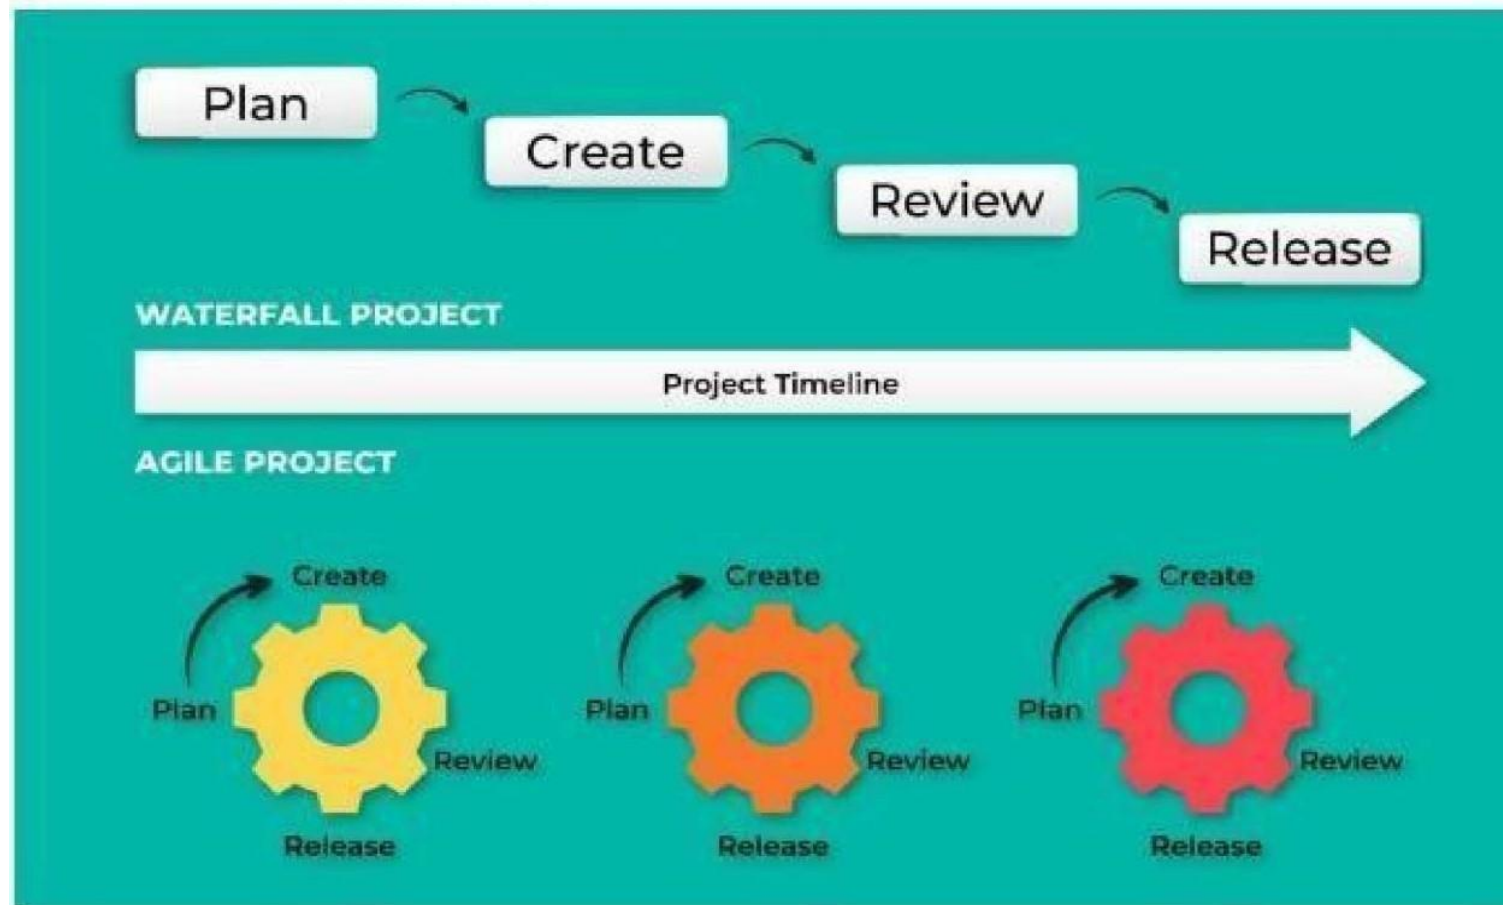 Plan
Create
Review
Release
WATERFALL PROJECT
Project Timeline
AGILE PROJECT
Create
Plan
Review
Release
Create
Plan
Review
Release
Create
Plan
Review
Release